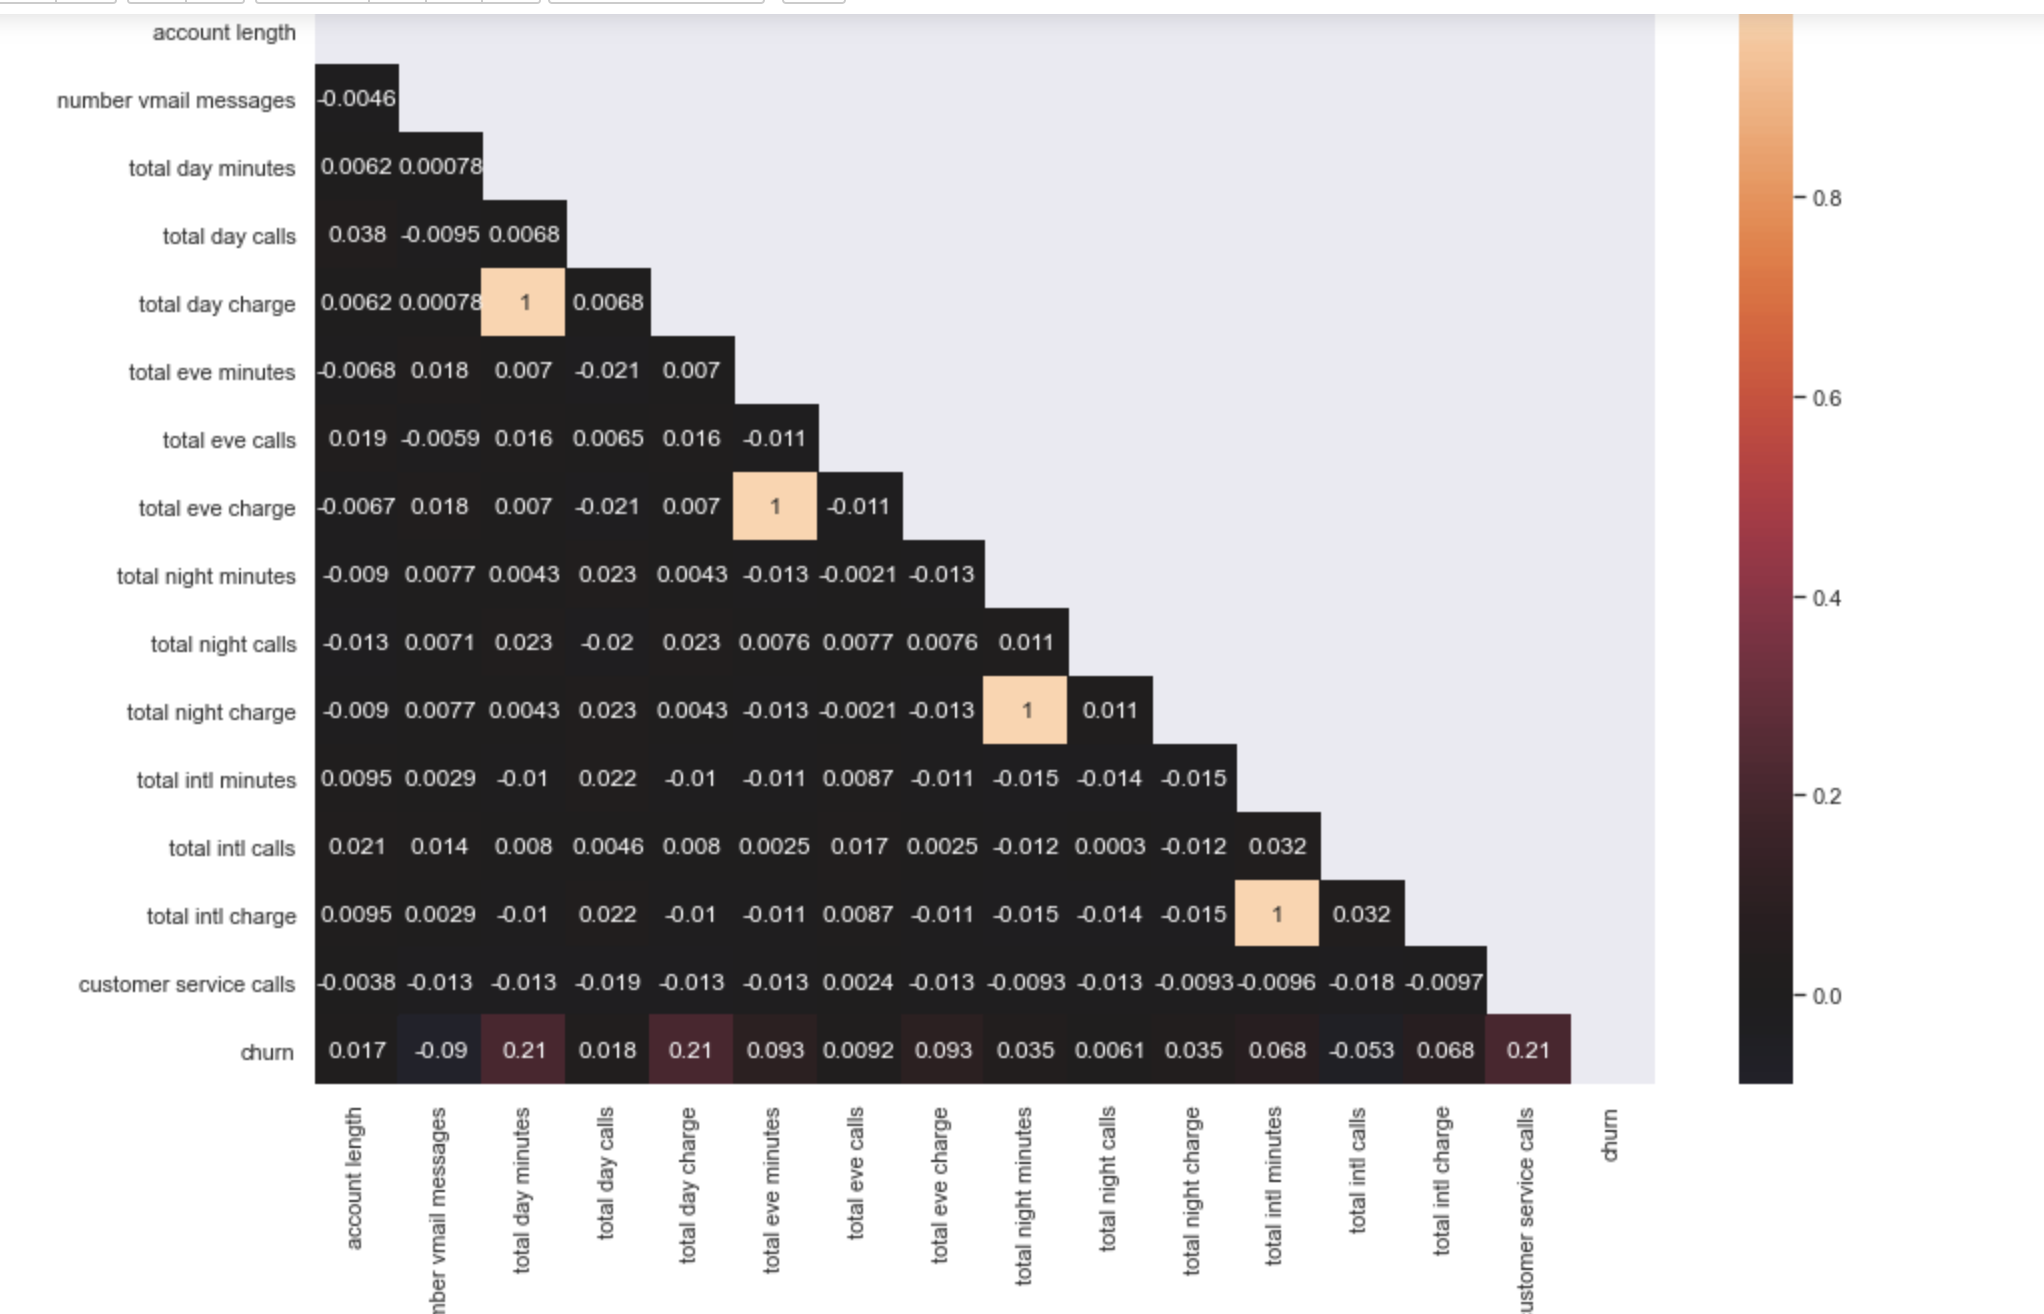 account length
number vmail messages -0.0046
total day minutes 0.0062 0.00078
total day calls 0.038 -0.0095 0.0068
0.8
total day charge 0.0062 0.00078 1 0.0068
total eve minutes -0.0068 0.018 0.007 -0.021 0.007
0.6
total eve calls 0.019 -0.0059 0.016 0.0065 0.016 -0.011
total eve charge -0.0067 0.018 0.007 -0.021 0.007 1 -0.011
total night minutes -0.009 0.0077 0.0043 0.023 0.0043 -0.013 -0.0021 -0.013
0.4
total night calls -0.013 0.0071 0.023 -0.02 0.023 0.0076 0.0077 0.0076 0.011
total night charge -0.009 0.0077 0.0043 0.023 0.0043 -0.013 -0.0021 -0.013 1 0.011
total intl minutes 0.0095 0.0029 -0.01 0.022 -0.01 -0.011 0.0087 -0.011 -0.015 -0.014 -0.015
0.2
total intl calls 0.021 0.014 0.008 0.0046 0.008 0.0025 0.017 0.0025 -0.012 0.0003 -0.012 0.032
total intl charge 0.0095 0.0029 -0.01 0.022 -0.01 -0.011 0.0087 -0.011 -0.015 -0.014 -0.015 1 0.032
customer service calls -0.0038 -0.013 -0.013 -0.019 -0.013 -0.013 0.0024 -0.013 -0.0093 -0.013 -0.0093 -0.0096 -0.018 -0.0097
0.0
churn 0.017 -0.09 0.21 0.018 0.21 0.093 0.0092 0.093 0.035 0.0061 0.035 0.068 -0.053 0.068 0.21
account length
mber vmail messages
total day minutes
total day calls
total day charge
total eve minutes
total eve calls
total eve charge
total night minutes
total night calls
total night charge
total intl minutes
total intl calls
total intl charge
ustomer service calls
churn